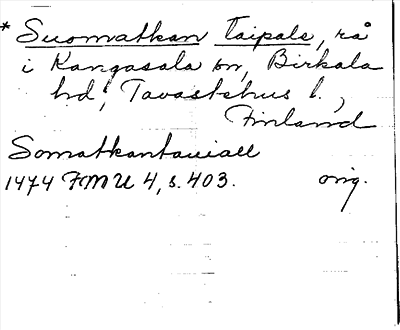 * Suomatkan Taipale, rå
i Kangasala sn, Birkala
hd, Tavastehus l.,
Finland
Somatkantauiall
1474 FMU 4, s. 403. orig.